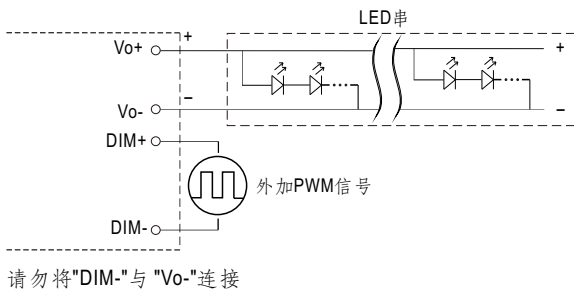 LED串
Vo+
+
+
Vo-
−
−
DIM+
外加PWM信号
DIM-
请勿将"DIM-"与 "Vo-"连接